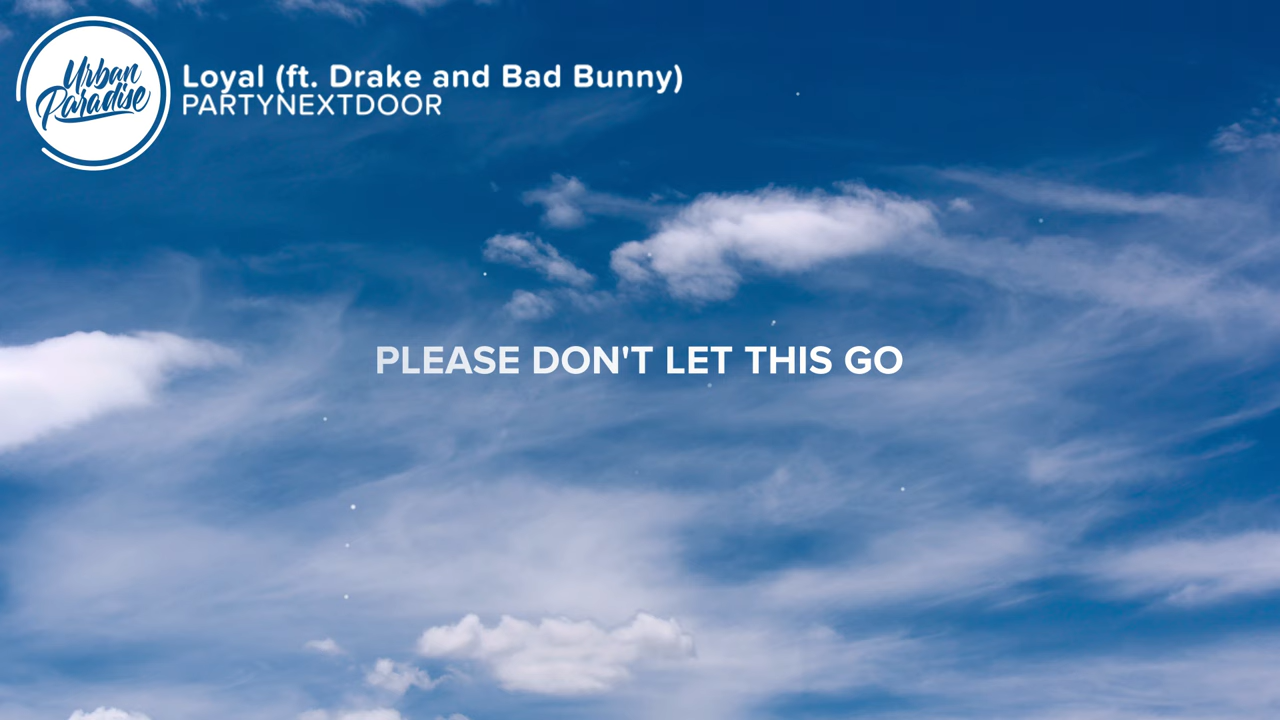 Urban
Paradise
Loyal (ft. Drake and Bad Bunny)
PARTYNEXTDOOR
PLEASE DON'T LET THIS GO